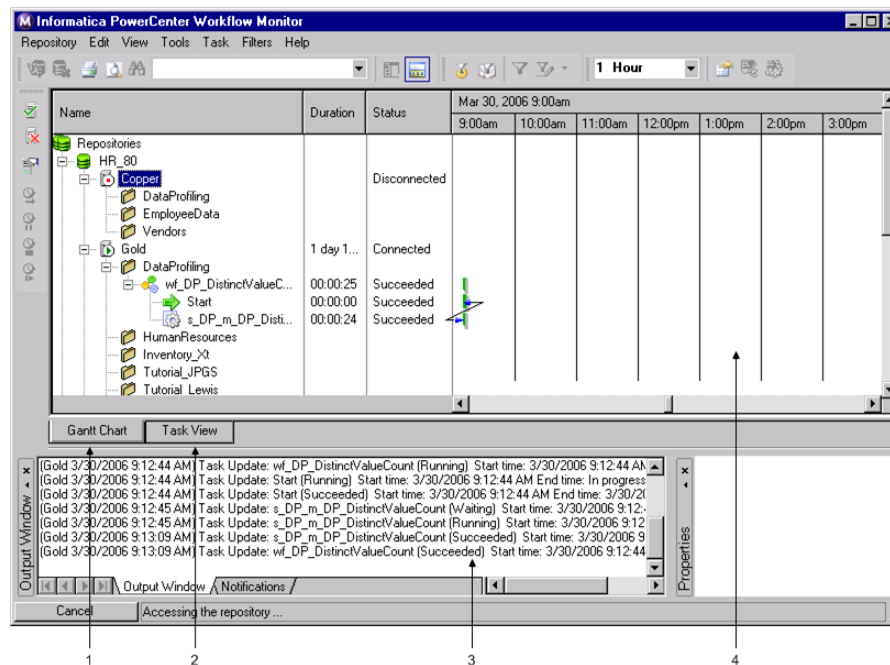 Informatica PowerCenter Workflow Monitor
Repository Edit View Tools Task Filters Help
1 Hour
Name Duration Status Mar 30, 2006 9:00am
9:00am 10:00am 11:00am 12:00pm 1:00pm 2:00pm 3:00pm
Repositories
HR_80
Copper Disconnected
DataProfiling
EmployeeData
Vendors
Gold 1 day 1... Connected
DataProfiling
wf_DP_DistinctValueC... 00:00:25 Succeeded
Start 00:00:00 Succeeded
s_DP_m_DP_Disti... 00:00:24 Succeeded
HumanResources
Inventory_Xt
Tutorial_JPGS
Tutorial_Lewis
Gantt Chart Task View
(Gold 3/30/2006 9:12:44 AM) Task Update: wf_DP_DistinctValueCount (Running) Start time: 3/30/2006 9:12:44 AM
(Gold 3/30/2006 9:12:44 AM) Task Update: Start (Running) Start time: 3/30/2006 9:12:44 AM End time: In progress
(Gold 3/30/2006 9:12:44 AM) Task Update: Start (Succeeded) Start time: 3/30/2006 9:12:44 AM End time: 3/30/20
(Gold 3/30/2006 9:12:45 AM) Task Update: s_DP_m_DP_DistinctValueCount (Waiting) Start time: 3/30/2006 9:12:
(Gold 3/30/2006 9:12:45 AM) Task Update: s_DP_m_DP_DistinctValueCount (Running) Start time: 3/30/2006 9:12
(Gold 3/30/2006 9:13:09 AM) Task Update: s_DP_m_DP_DistinctValueCount (Succeeded) Start time: 3/30/2006 9
(Gold 3/30/2006 9:13:09 AM) Task Update: wf_DP_DistinctValueCount (Succeeded) Start time: 3/30/2006 9:12:44
Output Window
Properties
Output Window Notifications
Cancel Accessing the repository ...
1 2 3 4